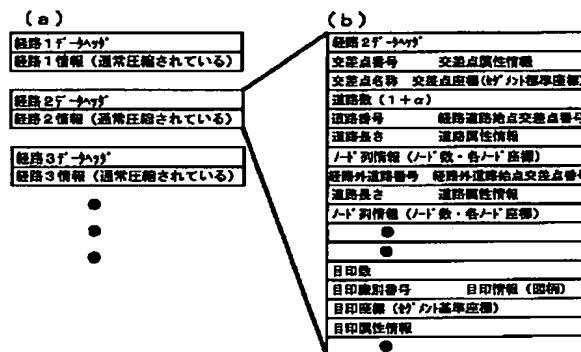 (a)
経路1データヘッダ
経路1情報(通常圧縮されている)
経路2データヘッダ
経路2情報(通常圧縮されている)
経路3データヘッダ
経路3情報(通常圧縮されている)
(b)
経路2データヘッダ
交差点番号 交差点属性情報
交差点名称 交差点座標(セグメント標準座標)
道路数(1+α)
道路番号 経路道路始点交差点番号
道路長さ 道路属性情報
ノード列情報(ノード数・各ノード座標)
経路外道路番号 経路外道路始点交差点番号
道路長さ 道路属性情報
ノード列情報(ノード数・各ノード座標)
目印数
目印識別番号 目印情報(図柄)
目印座標(セグメント基準座標)
目印属性情報